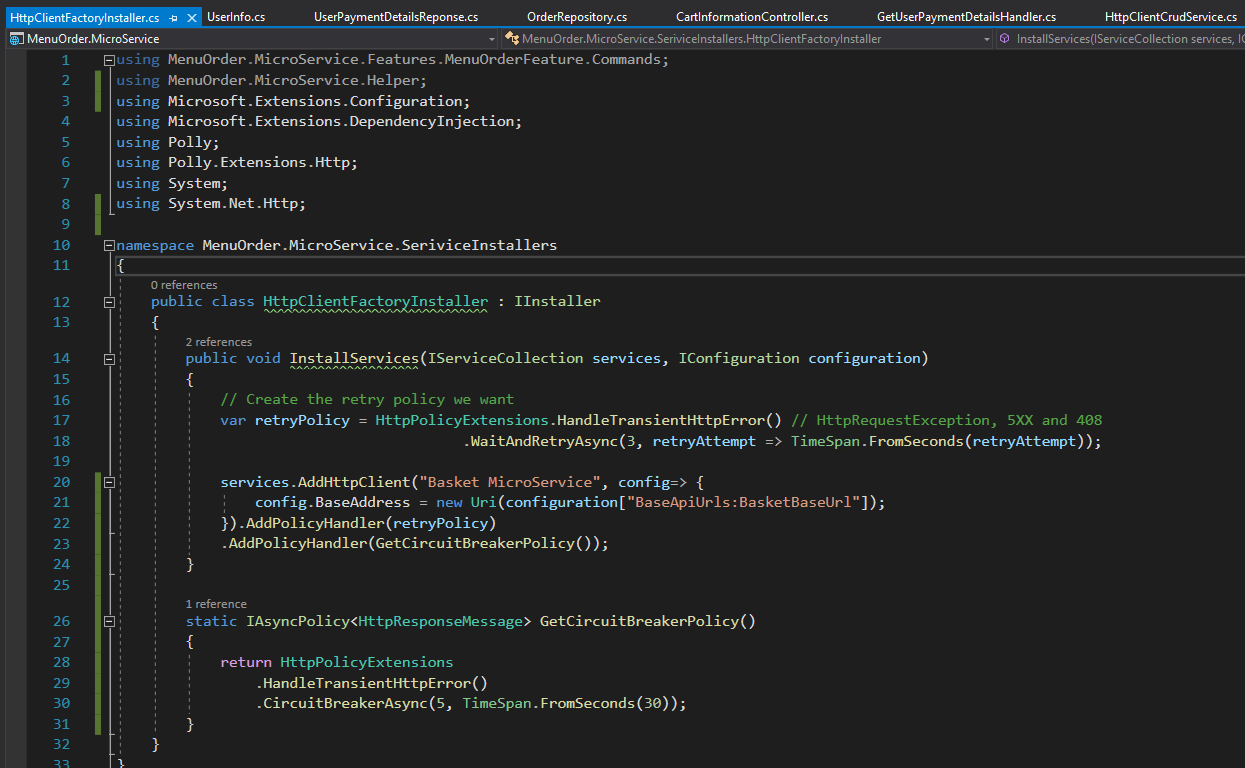 HttpClientFactoryInstaller.cs UserInfo.cs UserPaymentDetailsReponse.cs OrderRepository.cs CartInformationController.cs GetUserPaymentDetailsHandler.cs HttpClientCrudService.cs
MenuOrder.MicroService MenuOrder.MicroService.SeriviceInstallers.HttpClientFactoryInstaller InstallServices(IServiceCollection services, IC
1 using MenuOrder.MicroService.Features.MenuOrderFeature.Commands;
2 using MenuOrder.MicroService.Helper;
3 using Microsoft.Extensions.Configuration;
4 using Microsoft.Extensions.DependencyInjection;
5 using Polly;
6 using Polly.Extensions.Http;
7 using System;
8 using System.Net.Http;
9
10 namespace MenuOrder.MicroService.SeriviceInstallers
11 {
0 references
12 public class HttpClientFactoryInstaller : IInstaller
13 {
2 references
14 public void InstallServices(IServiceCollection services, IConfiguration configuration)
15 {
16 // Create the retry policy we want
17 var retryPolicy = HttpPolicyExtensions.HandleTransientHttpError() // HttpRequestException, 5XX and 408
18 .WaitAndRetryAsync(3, retryAttempt => TimeSpan.FromSeconds(retryAttempt));
19
20 services.AddHttpClient("Basket MicroService", config=> {
21 config.BaseAddress = new Uri(configuration["BaseApiUrls:BasketBaseUrl"]);
22 }).AddPolicyHandler(retryPolicy)
23 .AddPolicyHandler(GetCircuitBreakerPolicy());
24 }
25
1 reference
26 static IAsyncPolicy<HttpResponseMessage> GetCircuitBreakerPolicy()
27 {
28 return HttpPolicyExtensions
29 .HandleTransientHttpError()
30 .CircuitBreakerAsync(5, TimeSpan.FromSeconds(30));
31 }
32 }
33 }